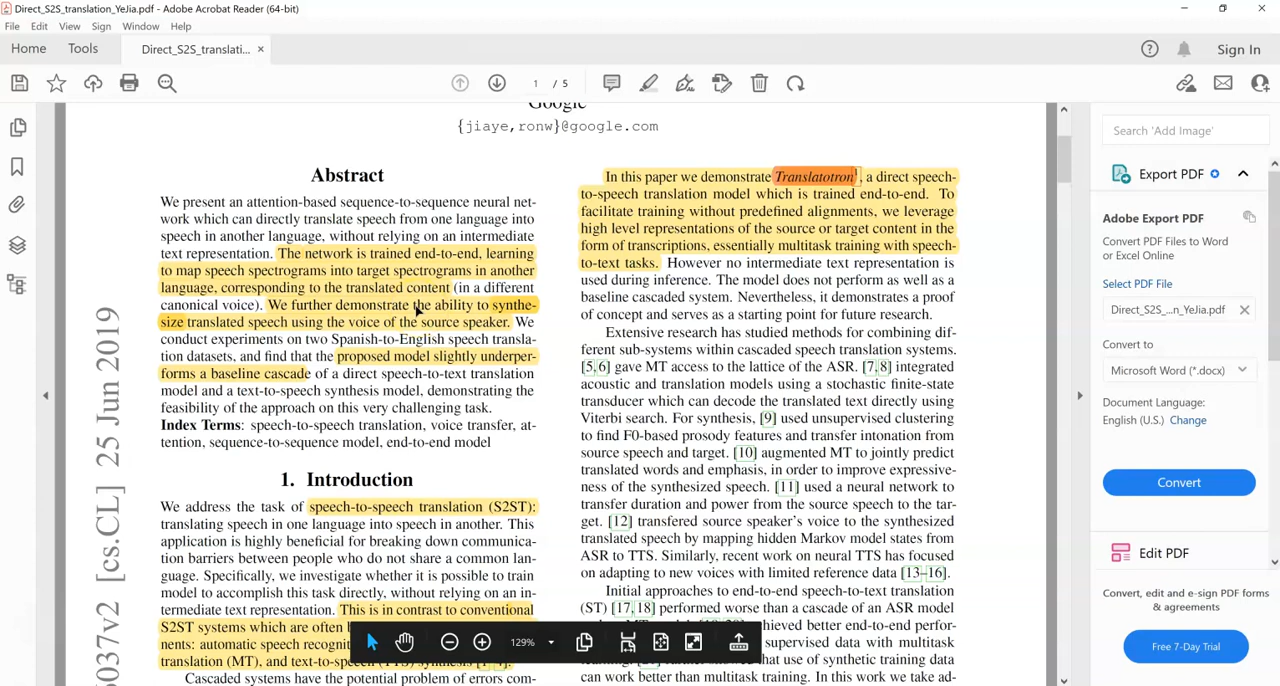 Direct_S2S_translation_YeJia.pdf - Adobe Acrobat Reader (64-bit)
File Edit View Sign Window Help
Home Tools Direct_S2S_translati... × Sign In
1 / 5
Google
{jiaye,ronw}@google.com
Abstract
We present an attention-based sequence-to-sequence neural net-
work which can directly translate speech from one language into
speech in another language, without relying on an intermediate
text representation. The network is trained end-to-end, learning
to map speech spectrograms into target spectrograms in another
language, corresponding to the translated content (in a different
canonical voice). We further demonstrate the ability to synthe-
size translated speech using the voice of the source speaker. We
conduct experiments on two Spanish-to-English speech transla-
tion datasets, and find that the proposed model slightly underper-
forms a baseline cascade of a direct speech-to-text translation
model and a text-to-speech synthesis model, demonstrating the
feasibility of the approach on this very challenging task.
Index Terms: speech-to-speech translation, voice transfer, at-
tention, sequence-to-sequence model, end-to-end model
1. Introduction
We address the task of speech-to-speech translation (S2ST):
translating speech in one language into speech in another. This
application is highly beneficial for breaking down communica-
tion barriers between people who do not share a common lan-
guage. Specifically, we investigate whether it is possible to train
model to accomplish this task directly, without relying on an in-
termediate text representation. This is in contrast to conventional
S2ST systems which are often b
nents: automatic speech recognit
translation (MT), and text-to-speech (TTS) synthesis [1–4].
Cascaded systems have the potential problem of errors com-
In this paper we demonstrate Translatotron1, a direct speech-
to-speech translation model which is trained end-to-end. To
facilitate training without predefined alignments, we leverage
high level representations of the source or target content in the
form of transcriptions, essentially multitask training with speech-
to-text tasks. However no intermediate text representation is
used during inference. The model does not perform as well as a
baseline cascaded system. Nevertheless, it demonstrates a proof
of concept and serves as a starting point for future research.
Extensive research has studied methods for combining dif-
ferent sub-systems within cascaded speech translation systems.
[5,6] gave MT access to the lattice of the ASR. [7,8] integrated
acoustic and translation models using a stochastic finite-state
transducer which can decode the translated text directly using
Viterbi search. For synthesis, [9] used unsupervised clustering
to find F0-based prosody features and transfer intonation from
source speech and target. [10] augmented MT to jointly predict
translated words and emphasis, in order to improve expressive-
ness of the synthesized speech. [11] used a neural network to
transfer duration and power from the source speech to the tar-
get. [12] transfered source speaker's voice to the synthesized
translated speech by mapping hidden Markov model states from
ASR to TTS. Similarly, recent work on neural TTS has focused
on adapting to new voices with limited reference data [13–16].
Initial approaches to end-to-end speech-to-text translation
(ST) [17,18] performed worse than a cascade of an ASR model
chieved better end-to-end perfor-
supervised data with multitask
that use of synthetic training data
can work better than multitask training. In this work we take ad-
6037v2 [cs.CL] 25 Jun 2019
129%
Search 'Add Image'
Export PDF
Adobe Export PDF
Convert PDF Files to Word
or Excel Online
Select PDF File
Direct_S2S_...n_YeJia.pdf ×
Convert to
Microsoft Word (*.docx)
Document Language:
English (U.S.) Change
Convert
Edit PDF
Convert, edit and e-sign PDF forms
& agreements
Free 7-Day Trial